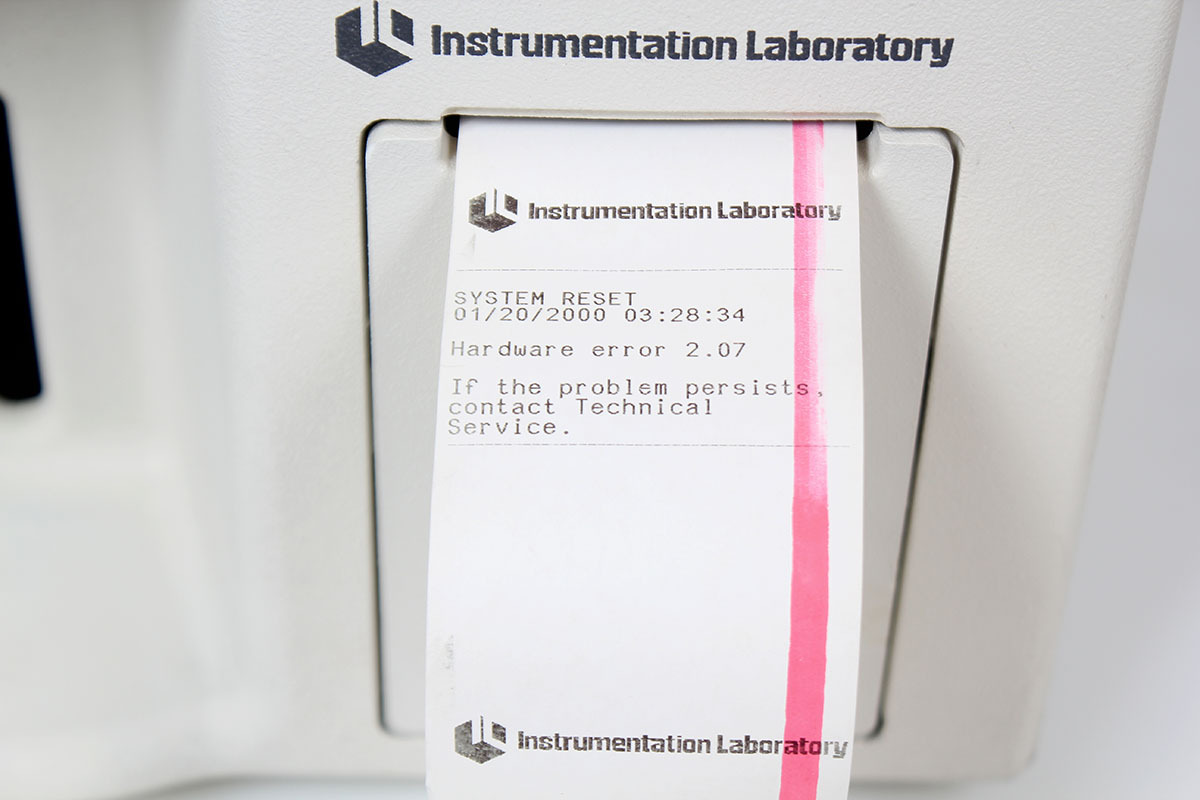 Instrumentation Laboratory
Instrumentation Laboratory
SYSTEM RESET
01/20/2000 03:28:34
Hardware error 2.07
If the problem persists,
contact Technical
Service.
Instrumentation Laboratory